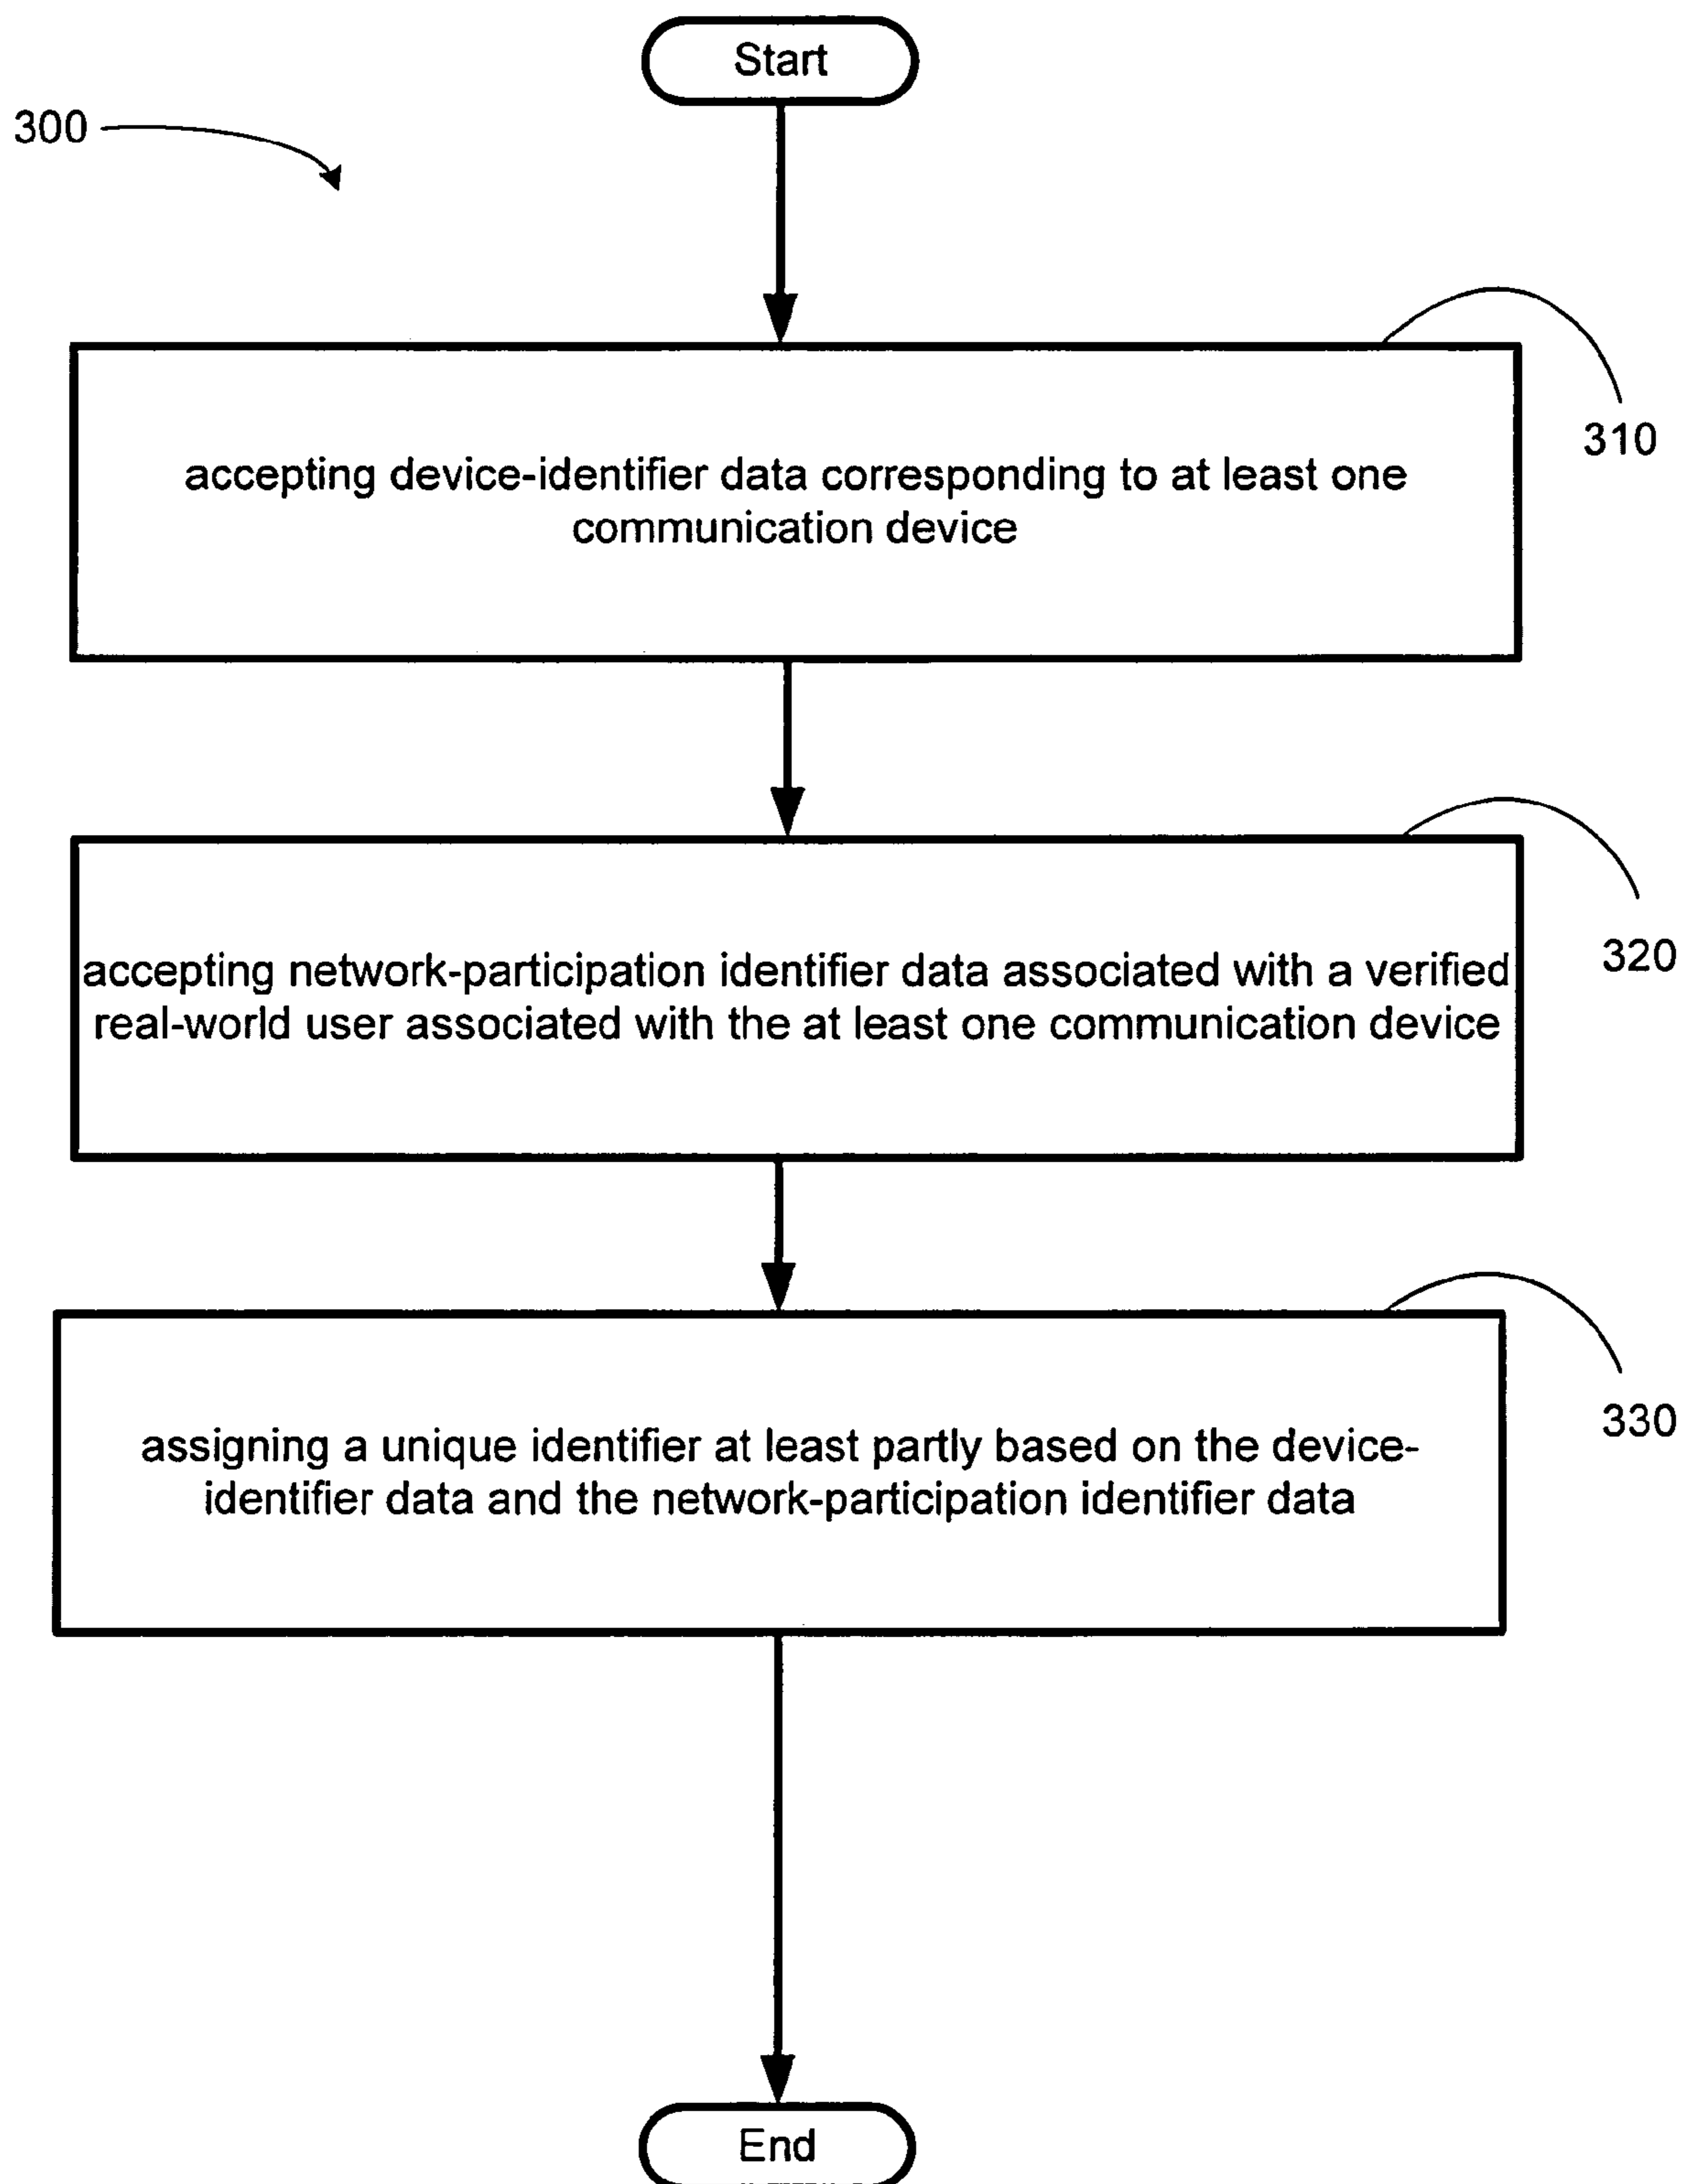 Start
300
310
accepting device-identifier data corresponding to at least one
communication device
320
accepting network-participation identifier data associated with a verified
real-world user associated with the at least one communication device
330
assigning a unique identifier at least partly based on the device-
identifier data and the network-participation identifier data
End